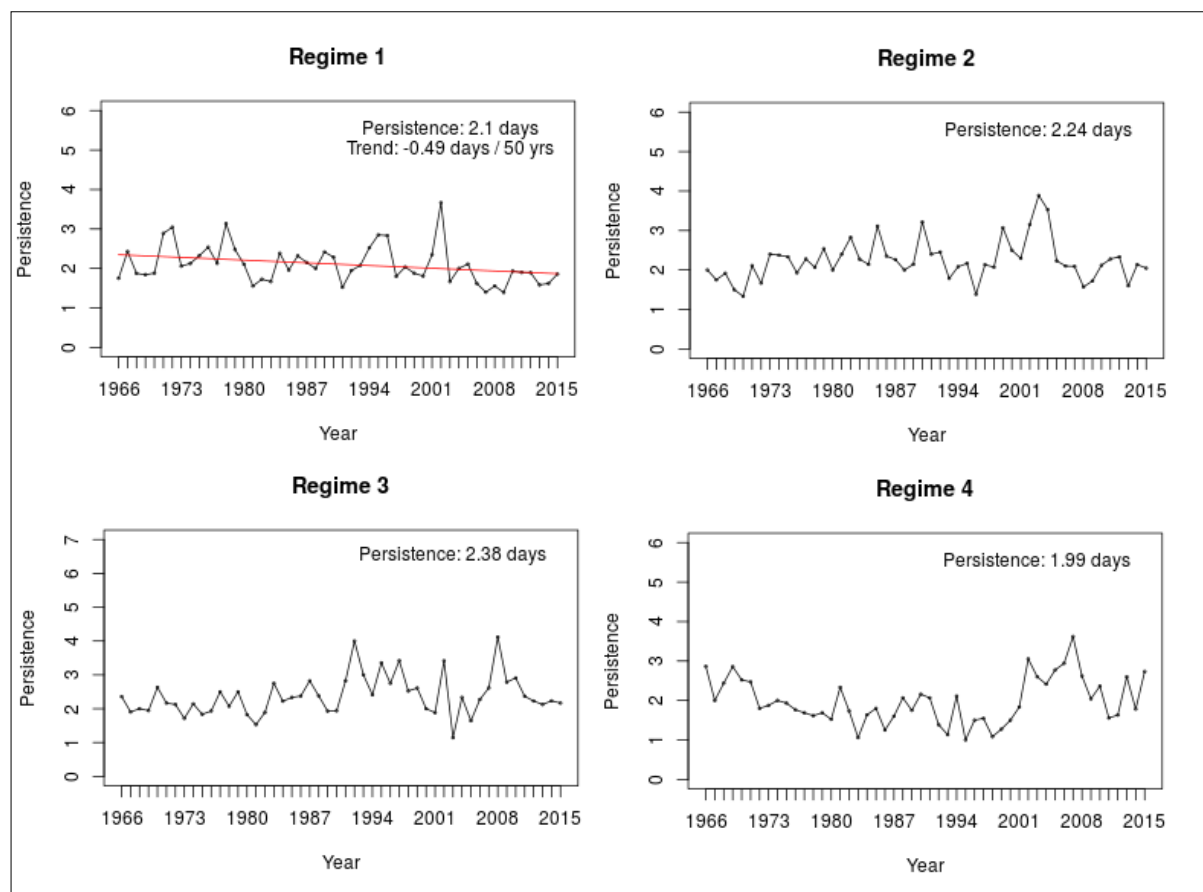 Regime 1
Persistence: 2.1 days
Trend: -0.49 days / 50 yrs
Persistence
6
5
4
3
2
1
0
1966 1973 1980 1987 1994 2001 2008 2015
Year
Regime 2
Persistence: 2.24 days
Persistence
6
5
4
3
2
1
0
1966 1973 1980 1987 1994 2001 2008 2015
Year
Regime 3
Persistence: 2.38 days
Persistence
7
6
5
4
3
2
1
0
1966 1973 1980 1987 1994 2001 2008 2015
Year
Regime 4
Persistence: 1.99 days
Persistence
6
5
4
3
2
1
0
1966 1973 1980 1987 1994 2001 2008 2015
Year